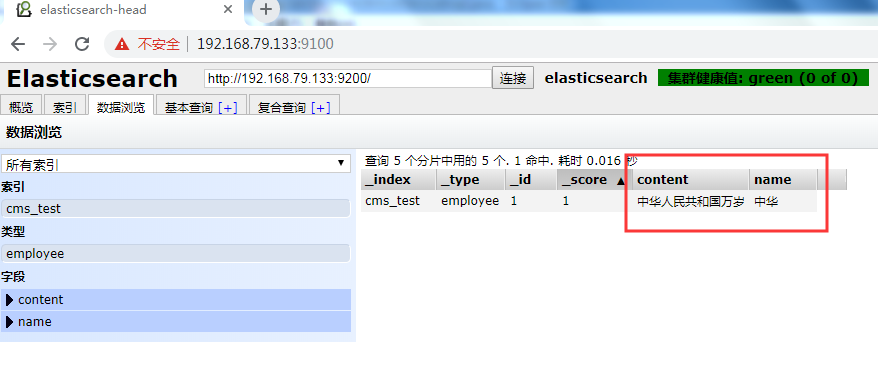 elasticsearch-head
不安全 192.168.79.133:9100
Elasticsearch http://192.168.79.133:9200/ 连接 elasticsearch 集群健康值: green (0 of 0)
概览 索引 数据浏览 基本查询 [+] 复合查询 [+]
数据浏览
所有索引
索引
cms_test
类型
employee
字段
content
name
查询 5 个分片中用的 5 个. 1 命中. 耗时 0.016 秒
_index _type _id _score content name
cms_test employee 1 1 中华人民共和国万岁 中华